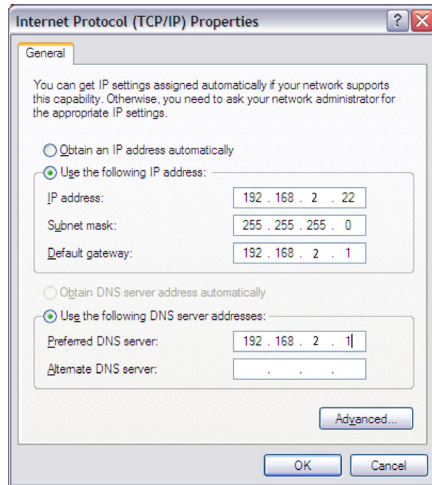 Internet Protocol (TCP/IP) Properties
General
You can get IP settings assigned automatically if your network supports
this capability. Otherwise, you need to ask your network administrator for
the appropriate IP settings.
Obtain an IP address automatically
Use the following IP address:
IP address: 192 . 168 . 2 . 22
Subnet mask: 255 . 255 . 255 . 0
Default gateway: 192 . 168 . 2 . 1
Obtain DNS server address automatically
Use the following DNS server addresses:
Preferred DNS server: 192 . 168 . 2 . 1
Alternate DNS server: . . .
Advanced...
OK Cancel